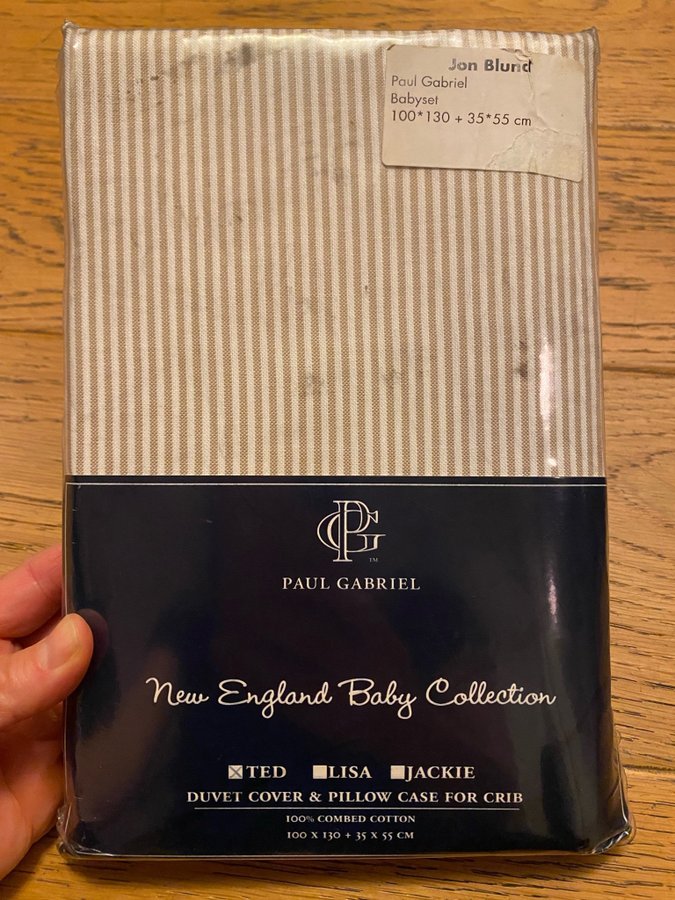 Jon Blund
Paul Gabriel
Babyset
100*130 + 35*55 cm
PG
TM
PAUL GABRIEL
New England Baby Collection
☒TED ☐LISA ☐JACKIE
DUVET COVER & PILLOW CASE FOR CRIB
100% COMBED COTTON
100 X 130 + 35 X 55 CM